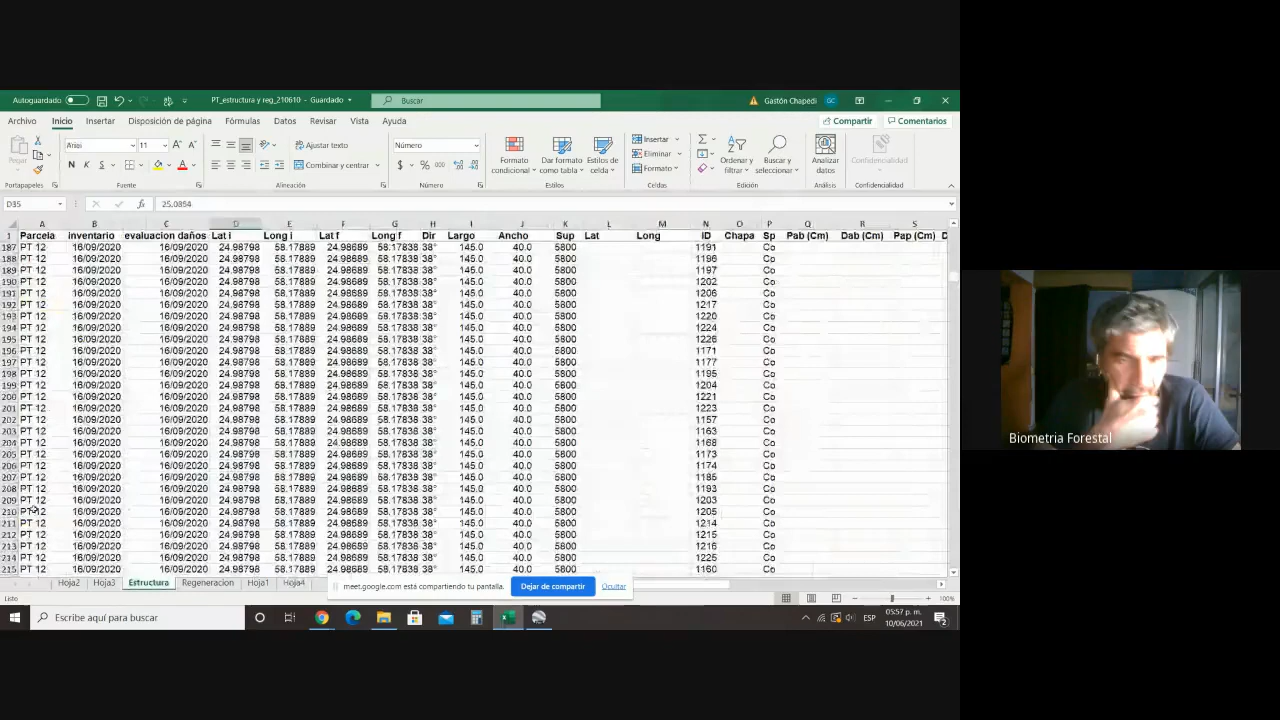 Autoguardado PT_estructura y reg_210610 - Guardado Buscar Gastón Chapedi GC
Archivo Inicio Insertar Disposición de página Fórmulas Datos Revisar Vista Ayuda Compartir Comentarios
Pegar Arial 11 A A Ajustar texto Número Formato condicional Dar formato como tabla Estilos de celda Insertar Ordenar y filtrar Buscar y seleccionar Analizar datos Confidencialidad
N K S Combinar y centrar $ % 000 Eliminar
Formato
Portapapeles Fuente Alineación Número Estilos Celdas Edición Análisis Confidencialidad
D35 fx 25,0854
A B C D E F G H I J K L M N O P Q R S
1 Parcela inventario evaluacion daños Lat i Long i Lat f Long f Dir Largo Ancho Sup Lat Long ID Chapa Sp Pab (Cm) Dab (Cm) Pap (Cm) D
187 PT 12 16/09/2020 16/09/2020 24.98798 58.17889 24.98689 58.17838 38° 145.0 40.0 5800 1191 Co
188 PT 12 16/09/2020 16/09/2020 24.98798 58.17889 24.98689 58.17838 38° 145.0 40.0 5800 1196 Co
189 PT 12 16/09/2020 16/09/2020 24.98798 58.17889 24.98689 58.17838 38° 145.0 40.0 5800 1197 Co
190 PT 12 16/09/2020 16/09/2020 24.98798 58.17889 24.98689 58.17838 38° 145.0 40.0 5800 1202 Co
191 PT 12 16/09/2020 16/09/2020 24.98798 58.17889 24.98689 58.17838 38° 145.0 40.0 5800 1206 Co
192 PT 12 16/09/2020 16/09/2020 24.98798 58.17889 24.98689 58.17838 38° 145.0 40.0 5800 1217 Co
193 PT 12 16/09/2020 16/09/2020 24.98798 58.17889 24.98689 58.17838 38° 145.0 40.0 5800 1220 Co
194 PT 12 16/09/2020 16/09/2020 24.98798 58.17889 24.98689 58.17838 38° 145.0 40.0 5800 1224 Co
195 PT 12 16/09/2020 16/09/2020 24.98798 58.17889 24.98689 58.17838 38° 145.0 40.0 5800 1226 Co
196 PT 12 16/09/2020 16/09/2020 24.98798 58.17889 24.98689 58.17838 38° 145.0 40.0 5800 1171 Co
197 PT 12 16/09/2020 16/09/2020 24.98798 58.17889 24.98689 58.17838 38° 145.0 40.0 5800 1177 Co
198 PT 12 16/09/2020 16/09/2020 24.98798 58.17889 24.98689 58.17838 38° 145.0 40.0 5800 1195 Co
199 PT 12 16/09/2020 16/09/2020 24.98798 58.17889 24.98689 58.17838 38° 145.0 40.0 5800 1204 Co
200 PT 12 16/09/2020 16/09/2020 24.98798 58.17889 24.98689 58.17838 38° 145.0 40.0 5800 1221 Co
201 PT 12 16/09/2020 16/09/2020 24.98798 58.17889 24.98689 58.17838 38° 145.0 40.0 5800 1223 Co
202 PT 12 16/09/2020 16/09/2020 24.98798 58.17889 24.98689 58.17838 38° 145.0 40.0 5800 1157 Co
203 PT 12 16/09/2020 16/09/2020 24.98798 58.17889 24.98689 58.17838 38° 145.0 40.0 5800 1163 Co
204 PT 12 16/09/2020 16/09/2020 24.98798 58.17889 24.98689 58.17838 38° 145.0 40.0 5800 1168 Co
205 PT 12 16/09/2020 16/09/2020 24.98798 58.17889 24.98689 58.17838 38° 145.0 40.0 5800 1173 Co
206 PT 12 16/09/2020 16/09/2020 24.98798 58.17889 24.98689 58.17838 38° 145.0 40.0 5800 1174 Co
207 PT 12 16/09/2020 16/09/2020 24.98798 58.17889 24.98689 58.17838 38° 145.0 40.0 5800 1185 Co
208 PT 12 16/09/2020 16/09/2020 24.98798 58.17889 24.98689 58.17838 38° 145.0 40.0 5800 1193 Co
209 PT 12 16/09/2020 16/09/2020 24.98798 58.17889 24.98689 58.17838 38° 145.0 40.0 5800 1203 Co
210 PT 12 16/09/2020 16/09/2020 24.98798 58.17889 24.98689 58.17838 38° 145.0 40.0 5800 1205 Co
211 PT 12 16/09/2020 16/09/2020 24.98798 58.17889 24.98689 58.17838 38° 145.0 40.0 5800 1214 Co
212 PT 12 16/09/2020 16/09/2020 24.98798 58.17889 24.98689 58.17838 38° 145.0 40.0 5800 1215 Co
213 PT 12 16/09/2020 16/09/2020 24.98798 58.17889 24.98689 58.17838 38° 145.0 40.0 5800 1216 Co
214 PT 12 16/09/2020 16/09/2020 24.98798 58.17889 24.98689 58.17838 38° 145.0 40.0 5800 1225 Co
215 PT 12 16/09/2020 16/09/2020 24.98798 58.17889 24.98689 58.17838 38° 145.0 40.0 5800 1160 Co
Hoja2 Hoja3 Estructura Regeneracion Hoja1 Hoja4
meet.google.com está compartiendo tu pantalla. Dejar de compartir Ocultar
Listo 100%
Escribe aquí para buscar ESP 05:57 p. m.
10/06/2021 2
Biometria Forestal